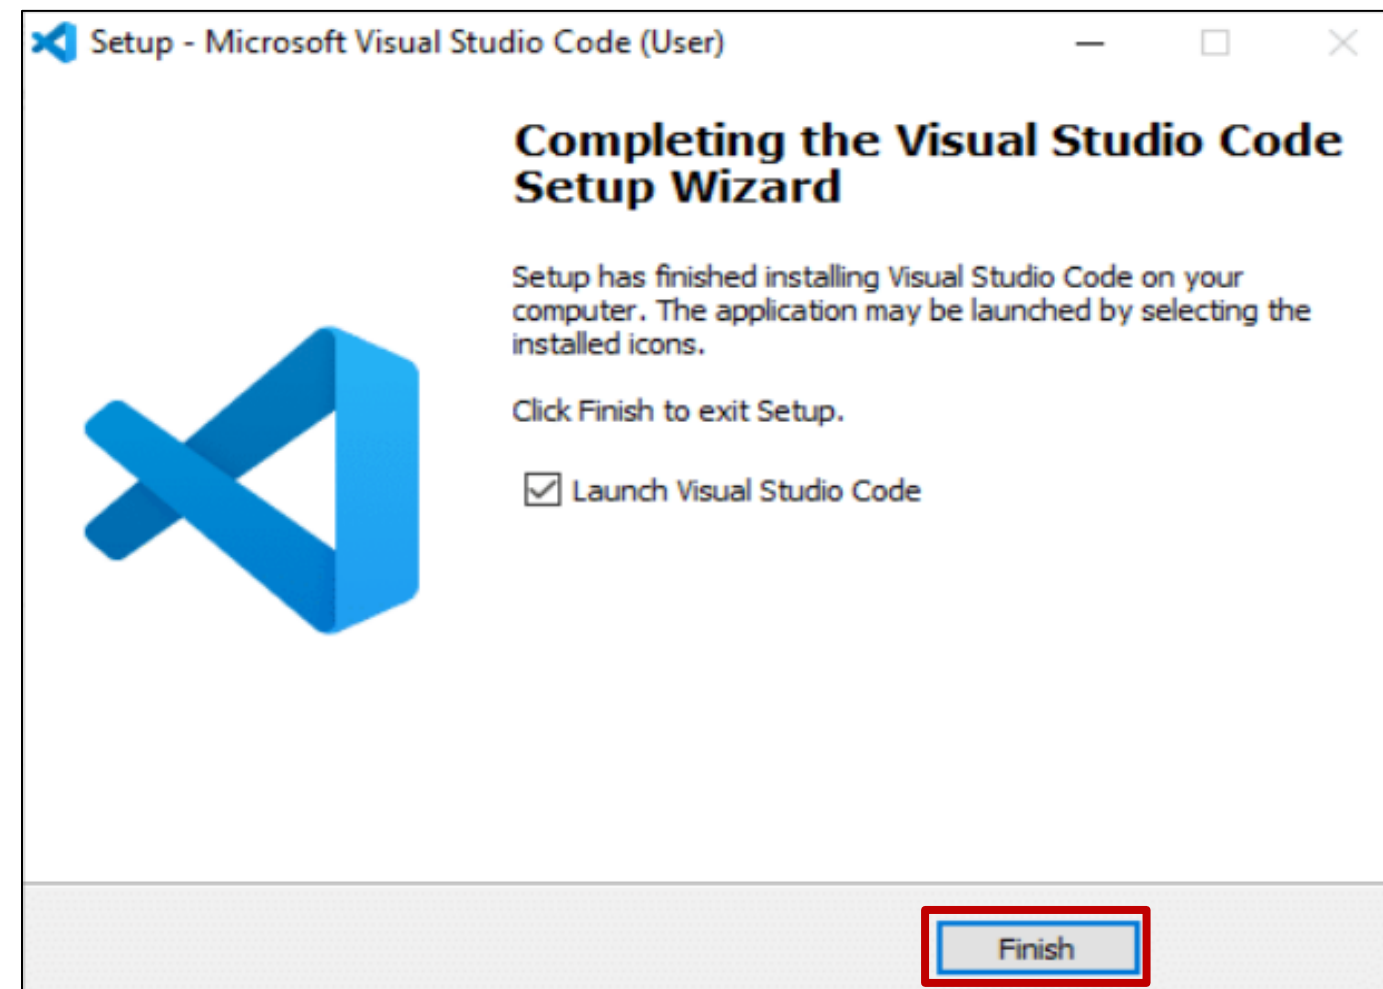 Setup - Microsoft Visual Studio Code (User)
Completing the Visual Studio Code
Setup Wizard
Setup has finished installing Visual Studio Code on your
computer. The application may be launched by selecting the
installed icons.
Click Finish to exit Setup.
Launch Visual Studio Code
Finish